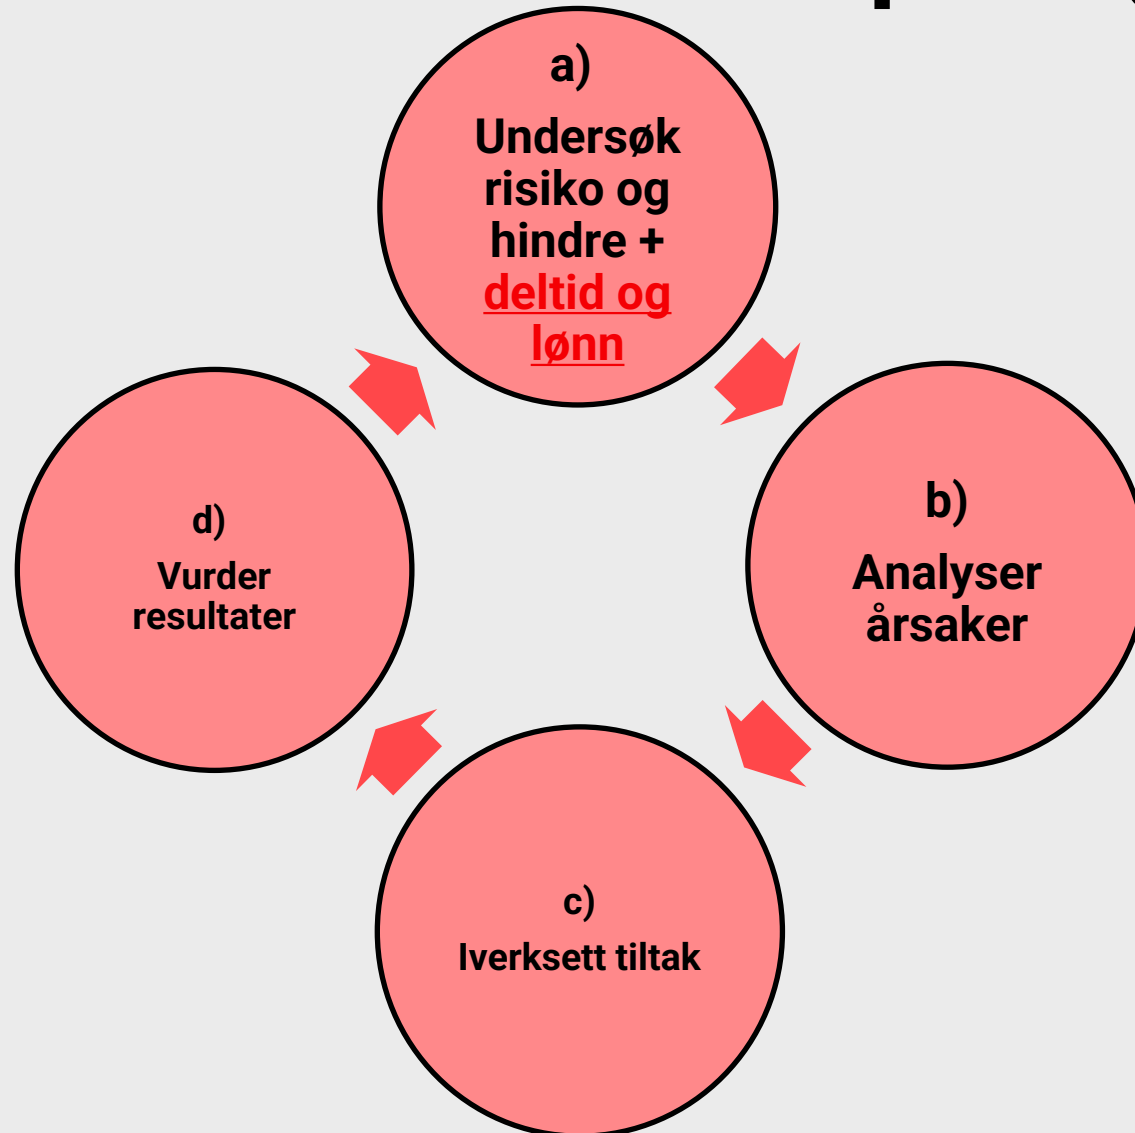 a)
Undersøk
risiko og
hindre +
deltid og
lønn
b)
Analyser
årsaker
c)
Iverksett tiltak
d)
Vurder
resultater